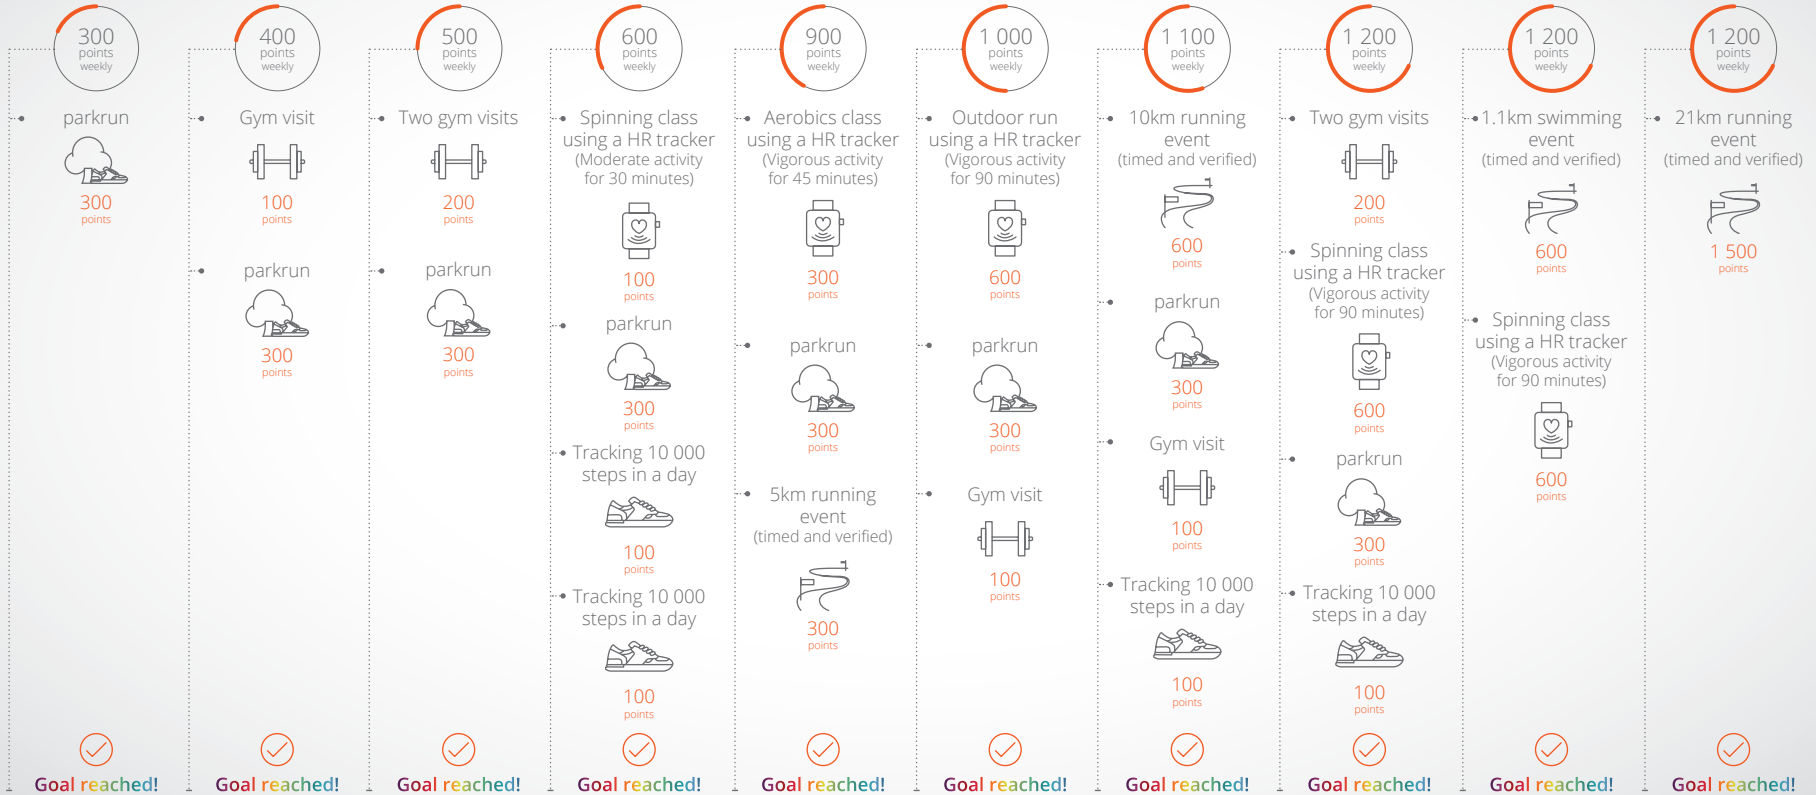 300
points
weekly
parkrun
300
points
Goal reached!
400
points
weekly
Gym visit
100
points
parkrun
300
points
Goal reached!
500
points
weekly
Two gym visits
200
points
parkrun
300
points
Goal reached!
600
points
weekly
Spinning class
using a HR tracker
(Moderate activity
for 30 minutes)
100
points
parkrun
300
points
Tracking 10 000
steps in a day
100
points
Tracking 10 000
steps in a day
100
points
Goal reached!
900
points
weekly
Aerobics class
using a HR tracker
(Vigorous activity
for 45 minutes)
300
points
parkrun
300
points
5km running
event
(timed and verified)
300
points
Goal reached!
1 000
points
weekly
Outdoor run
using a HR tracker
(Vigorous activity
for 90 minutes)
600
points
parkrun
300
points
Gym visit
100
points
Goal reached!
1 100
points
weekly
10km running
event
(timed and verified)
600
points
parkrun
300
points
Gym visit
100
points
Tracking 10 000
steps in a day
100
points
Goal reached!
1 200
points
weekly
Two gym visits
200
points
Spinning class
using a HR tracker
(Vigorous activity
for 90 minutes)
600
points
parkrun
300
points
Tracking 10 000
steps in a day
100
points
Goal reached!
1 200
points
weekly
1.1km swimming
event
(timed and verified)
600
points
Spinning class
using a HR tracker
(Vigorous activity
for 90 minutes)
600
points
Goal reached!
1 200
points
weekly
21km running
event
(timed and verified)
1 500
points
Goal reached!